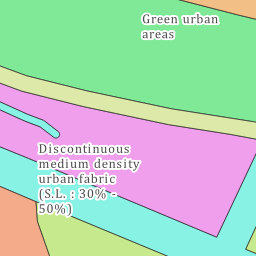 Green urban
areas
Discontinuous
medium density
urban fabric
(S.L. : 30% -
50%)